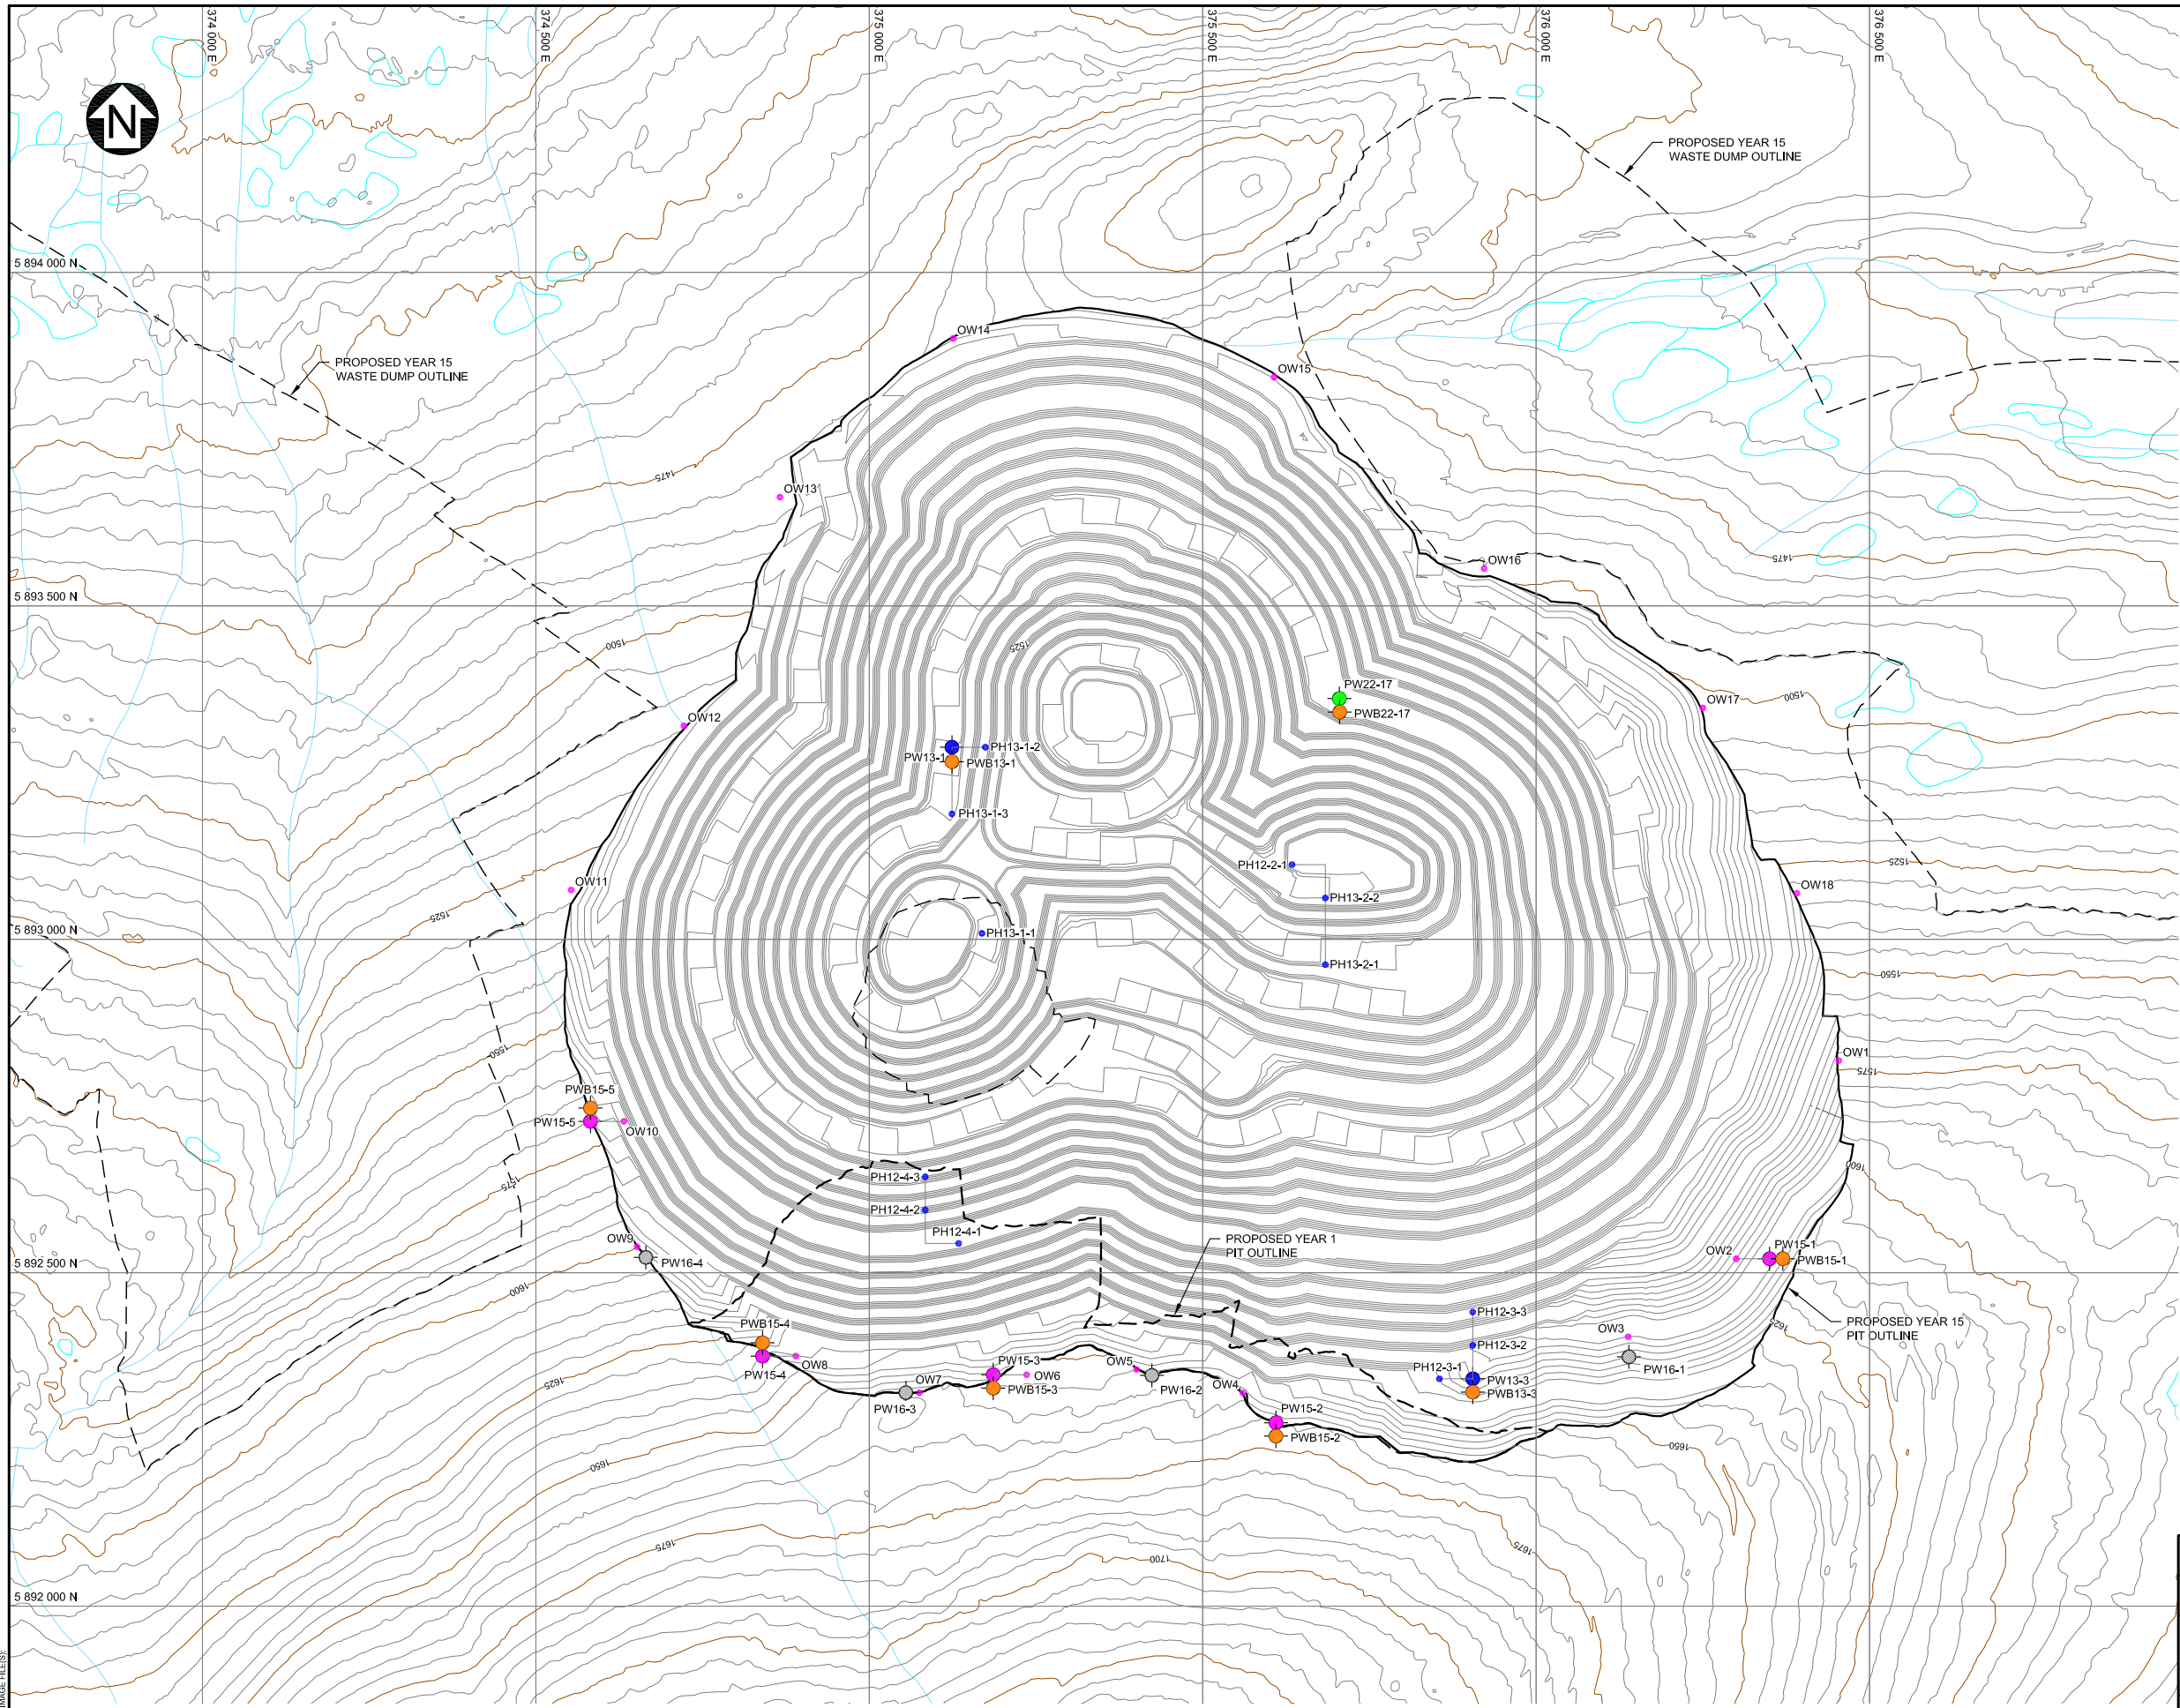 374 000 E
374 500 E
375 000 E
375 500 E
376 000 E
376 500 E
N
PROPOSED YEAR 15
WASTE DUMP OUTLINE
5 894 000 N
OW14
PROPOSED YEAR 15
WASTE DUMP OUTLINE
OW15
1475
OW13
1475
OW16
5 893 500 N
1500
1525
PW22-17
1500
OW17
PWB22-17
OW12
PH13-1-2
PW13-1
PWB13-1
PH13-1-3
1525
PH12-2-1
OW11
OW18
PH13-2-2
1525
PH13-1-1
5 893 000 N
PH13-2-1
1550
1550
OW1
1575
PWB15-5
PW15-5
OW10
1600
PH12-4-3
1575
PH12-4-2
PH12-4-1
PROPOSED YEAR 1
PIT OUTLINE
OW9
PW16-4
OW2
PW15-1
PWB15-1
5 892 500 N
1600
PH12-3-3
PROPOSED YEAR 15
PIT OUTLINE
1625
PWB15-4
OW3
PH12-3-2
PW15-3
OW8
PW15-4
OW5
PW16-1
OW6
PW16-2
PH12-3-1
PW13-3
1625
OW7
PWB15-3
OW4
PWB13-3
PW16-3
PW15-2
PWB15-2
1650
1650
1675
1700
1675
5 892 000 N
IMAGE FILE(S):